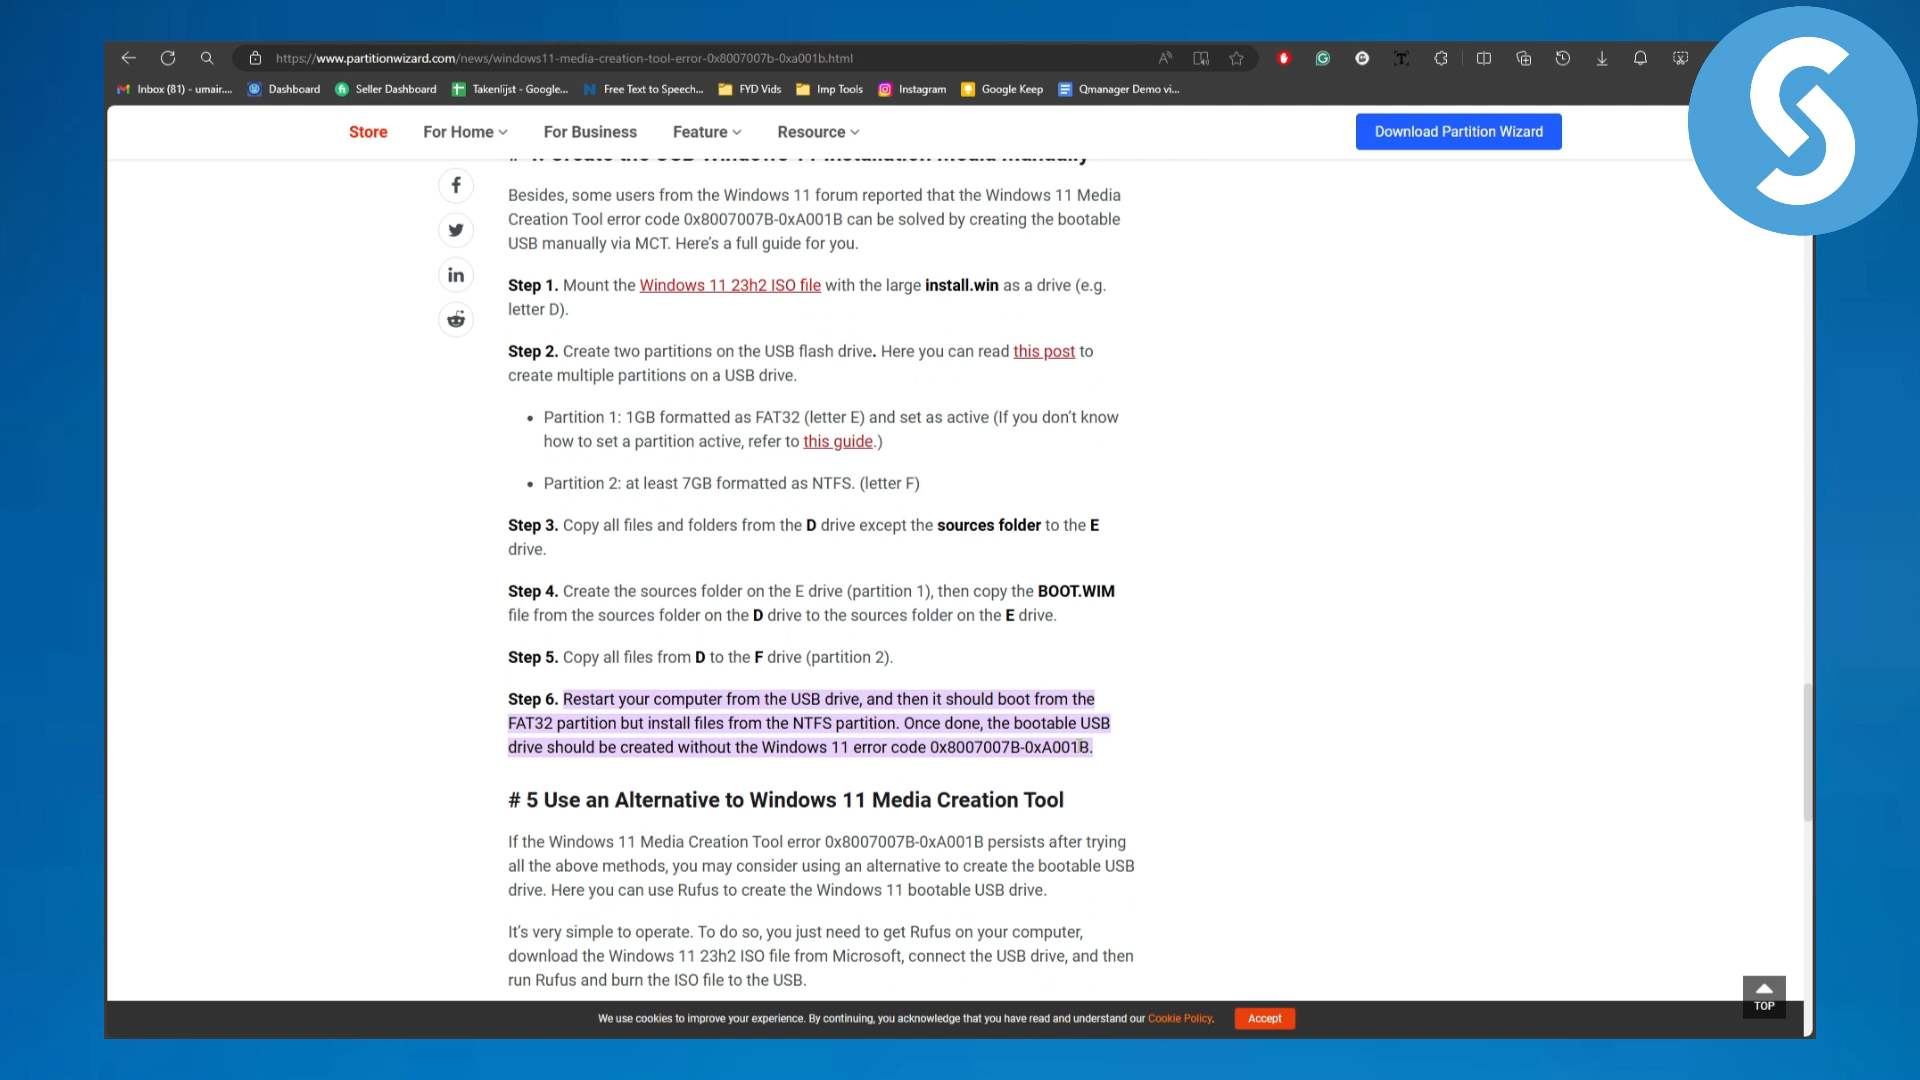 https://www.partitionwizard.com/news/windows11-media-creation-tool-error-0x8007007b-0xa001b.html
Inbox (81) - umair.... Dashboard Seller Dashboard Takenlijst - Google... Free Text to Speech... FYD Vids Imp Tools Instagram Google Keep Qmanager Demo vi...
Store For Home For Business Feature Resource Download Partition Wizard
# 4. Create the USB Windows 11 Installation Media Manually
Besides, some users from the Windows 11 forum reported that the Windows 11 Media
Creation Tool error code 0x8007007B-0xA001B can be solved by creating the bootable
USB manually via MCT. Here's a full guide for you.
Step 1. Mount the Windows 11 23h2 ISO file with the large install.win as a drive (e.g.
letter D).
Step 2. Create two partitions on the USB flash drive. Here you can read this post to
create multiple partitions on a USB drive.
• Partition 1: 1GB formatted as FAT32 (letter E) and set as active (If you don't know
how to set a partition active, refer to this guide.)
• Partition 2: at least 7GB formatted as NTFS. (letter F)
Step 3. Copy all files and folders from the D drive except the sources folder to the E
drive.
Step 4. Create the sources folder on the E drive (partition 1), then copy the BOOT.WIM
file from the sources folder on the D drive to the sources folder on the E drive.
Step 5. Copy all files from D to the F drive (partition 2).
Step 6. Restart your computer from the USB drive, and then it should boot from the
FAT32 partition but install files from the NTFS partition. Once done, the bootable USB
drive should be created without the Windows 11 error code 0x8007007B-0xA001B.
# 5 Use an Alternative to Windows 11 Media Creation Tool
If the Windows 11 Media Creation Tool error 0x8007007B-0xA001B persists after trying
all the above methods, you may consider using an alternative to create the bootable USB
drive. Here you can use Rufus to create the Windows 11 bootable USB drive.
It's very simple to operate. To do so, you just need to get Rufus on your computer,
download the Windows 11 23h2 ISO file from Microsoft, connect the USB drive, and then
run Rufus and burn the ISO file to the USB.
TOP
We use cookies to improve your experience. By continuing, you acknowledge that you have read and understand our Cookie Policy. Accept